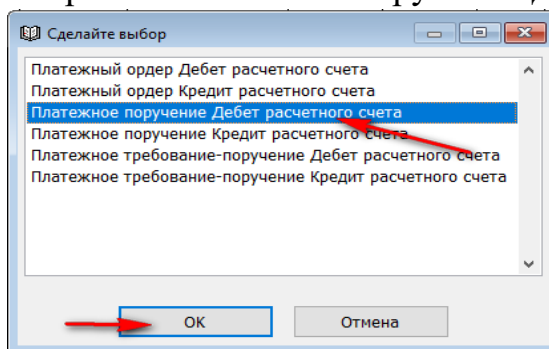 Сделайте выбор
Платежный ордер Дебет расчетного счета
Платежный ордер Кредит расчетного счета
Платежное поручение Дебет расчетного счета
Платежное поручение Кредит расчетного счета
Платежное требование-поручение Дебет расчетного счета
Платежное требование-поручение Кредит расчетного счета
OK
Отмена